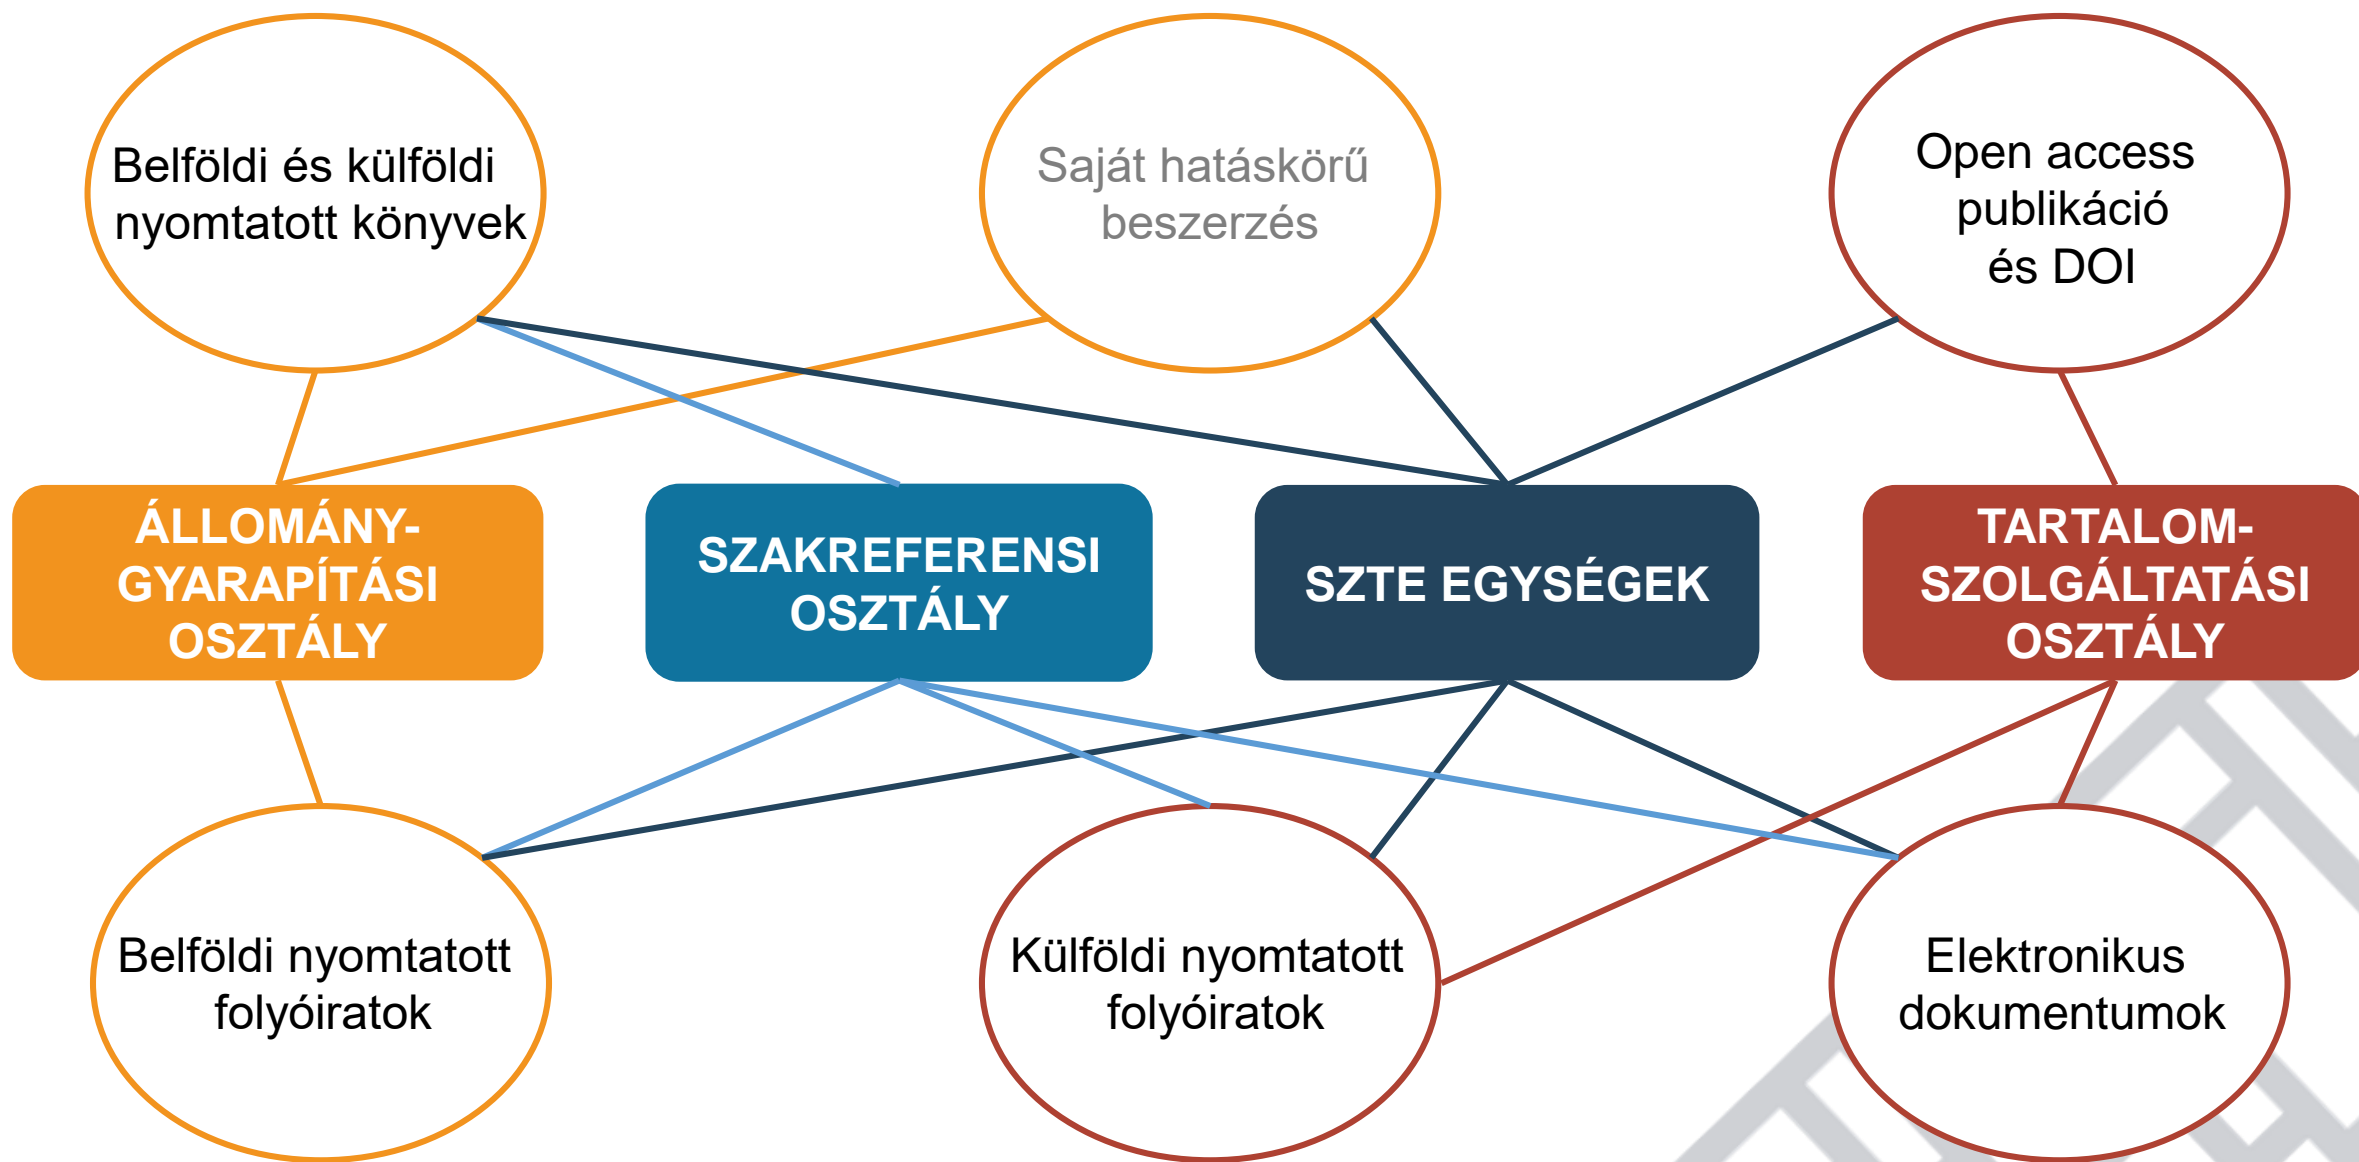 Belföldi és külföldi
nyomtatott könyvek
Saját hatáskörű
beszerzés
Open access
publikáció
és DOI
ÁLLOMÁNY-
GYARAPÍTÁSI
OSZTÁLY
SZAKREFERENSI
OSZTÁLY
SZTE EGYSÉGEK
TARTALOM-
SZOLGÁLTATÁSI
OSZTÁLY
Belföldi nyomtatott
folyóiratok
Külföldi nyomtatott
folyóiratok
Elektronikus
dokumentumok